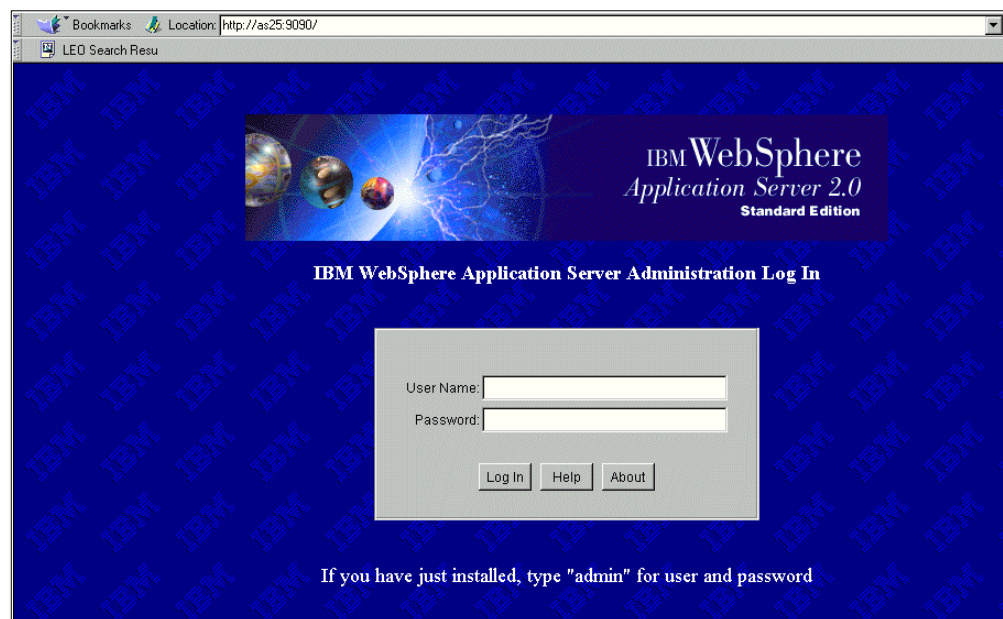 Bookmarks Location: http://as25:9090/
LEO Search Resu
IBM WebSphere
Application Server 2.0
Standard Edition
IBM WebSphere Application Server Administration Log In
User Name:
Password:
Log In Help About
If you have just installed, type "admin" for user and password